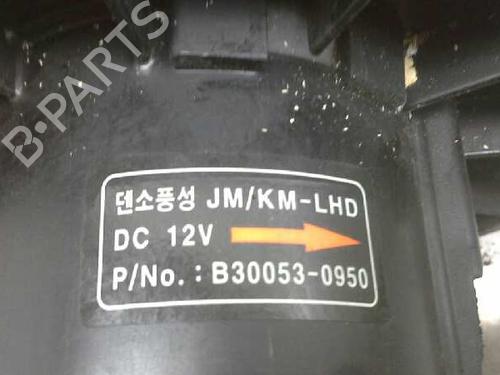 B-PARTS
덴소풍성 JM/KM-LHD
DC 12V
P/No. : B30053-0950